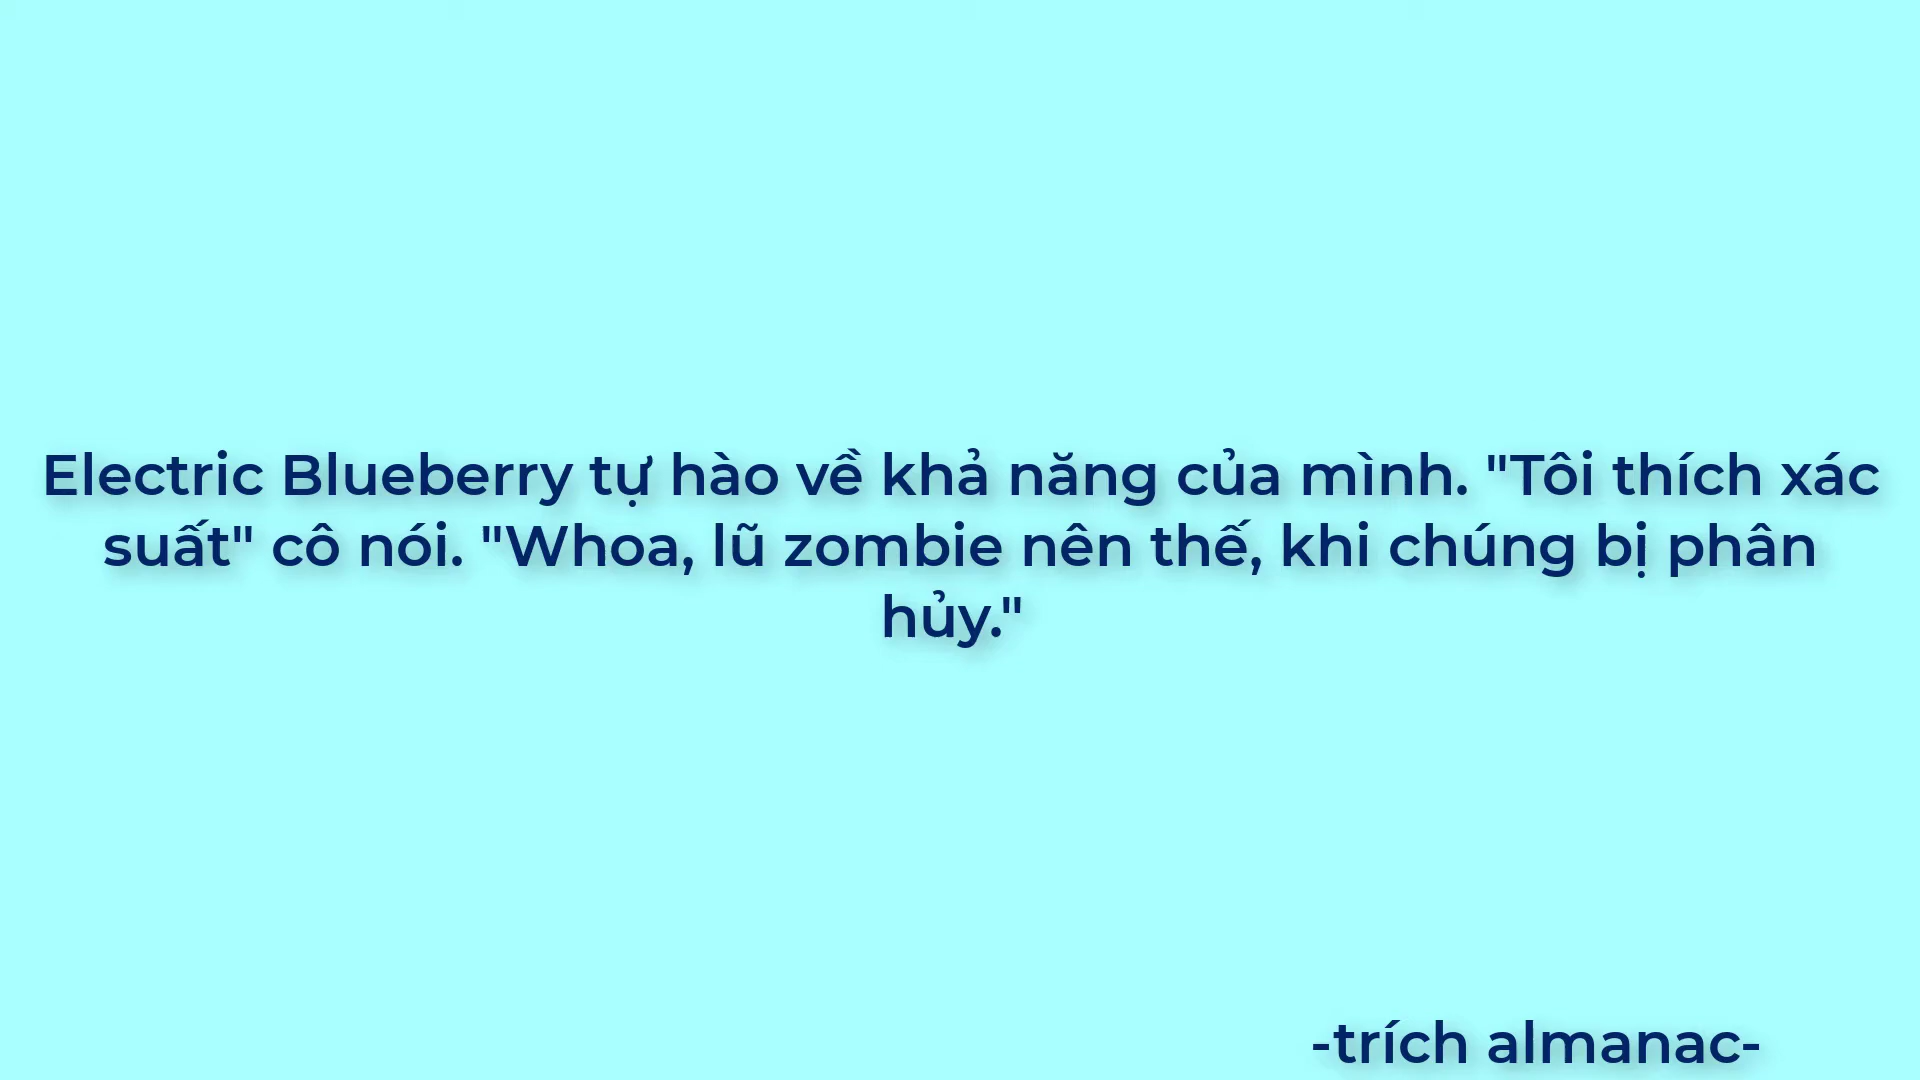 Electric Blueberry tự hào về khả năng của mình. "Tôi thích xác
suất" cô nói. "Whoa, lũ zombie nên thế, khi chúng bị phân
hủy."
-trích almanac-